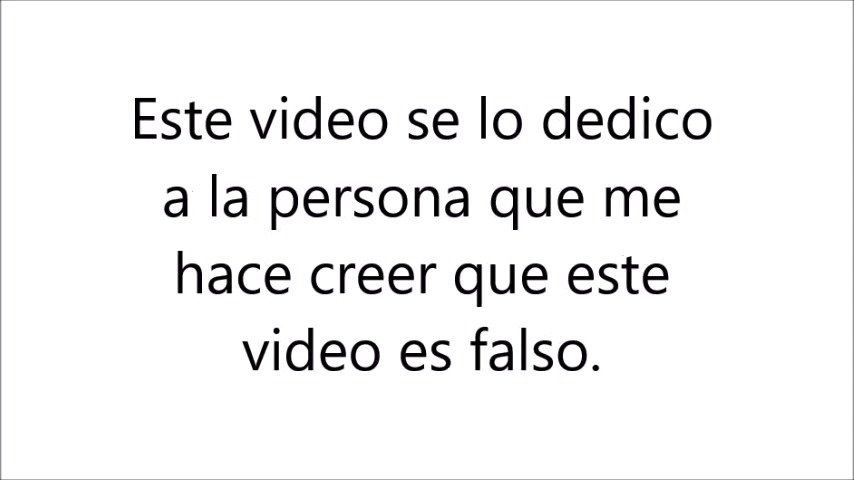 Este video se lo dedico
a la persona que me
hace creer que este
video es falso.